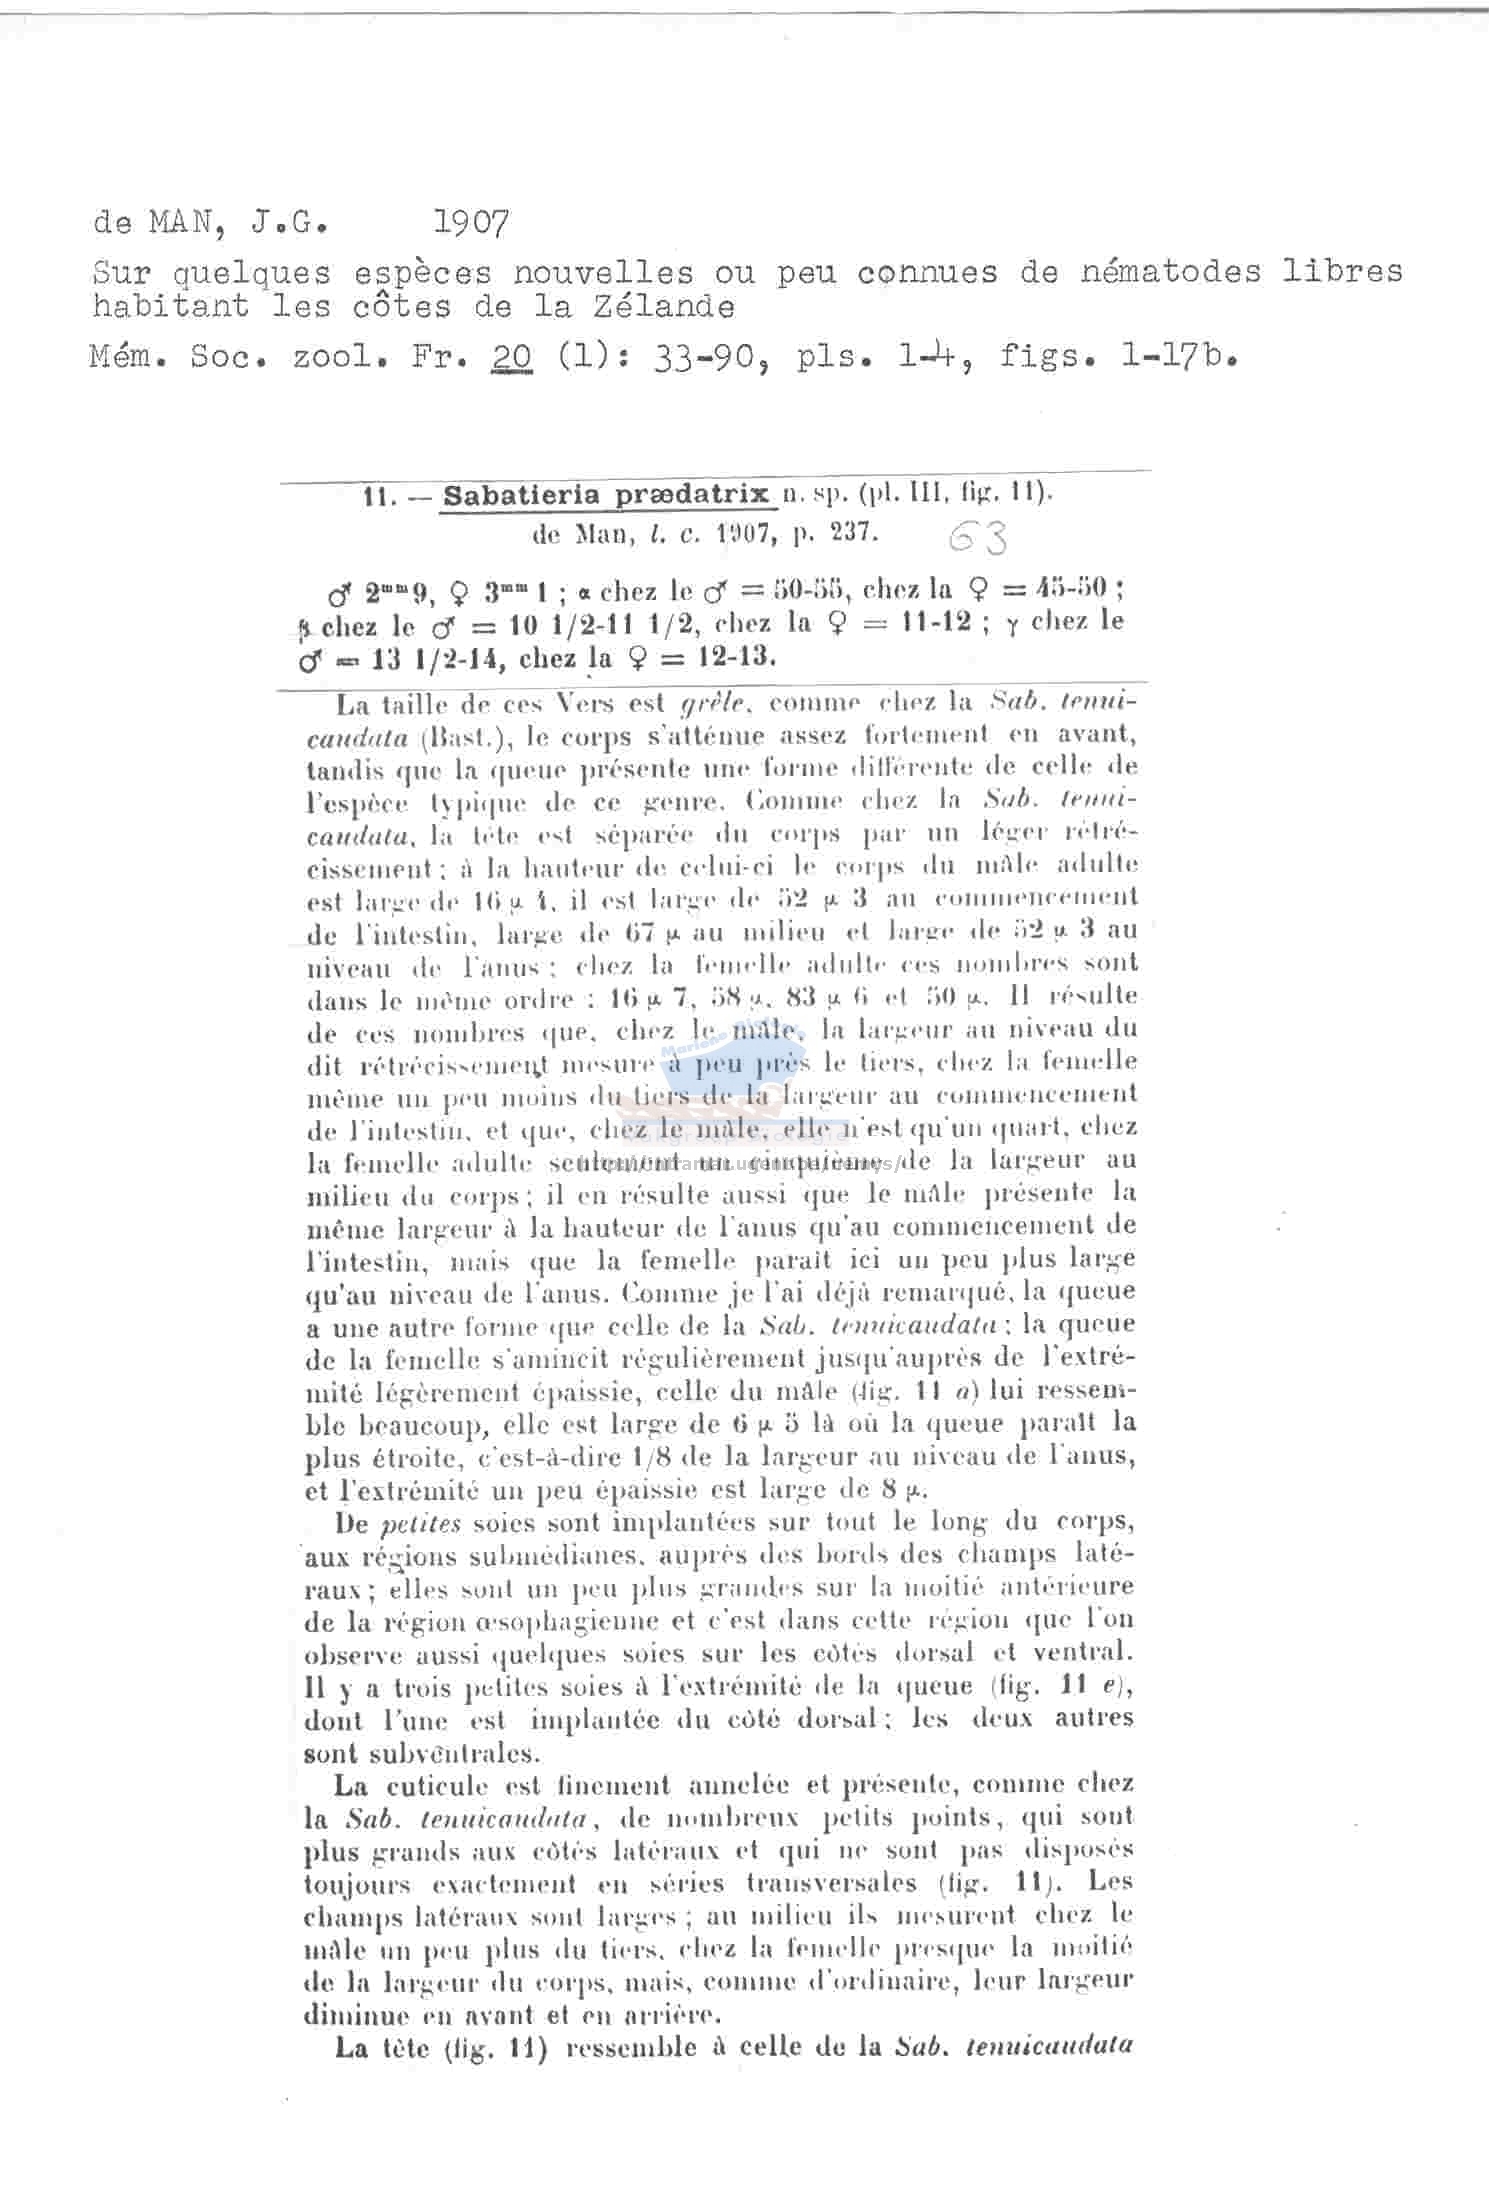 de MAN, J.G. 1907
Sur quelques espèces nouvelles ou peu connues de nématodes libres
habitant les côtes de la Zélande
Mém. Soc. zool. Fr. 20 (1): 33-90, pls. 1-4, figs. 1-17b.
11. — Sabatieria prædatrix n. sp. (pl. III, fig. 11).
de Man, l. c. 1907, p. 237.
63
♂ 2mm9, ♀ 3mm1 ; α chez le ♂ = 50-55, chez la ♀ = 45-50 ;
β chez le ♂ = 10 1/2-11 1/2, chez la ♀ = 11-12 ; γ chez le
♂ = 13 1/2-14, chez la ♀ = 12-13.
La taille de ces Vers est grêle, comme chez la Sab. tenui-
caudata (Bast.), le corps s'atténue assez fortement en avant,
tandis que la queue présente une forme différente de celle de
l'espèce typique de ce genre. Comme chez la Sab. tenui-
caudata, la tête est séparée du corps par un léger rétré-
cissement ; à la hauteur de celui-ci le corps du mâle adulte
est large de 16 μ 4, il est large de 52 μ 3 au commencement
de l'intestin, large de 67 μ au milieu et large de 52 μ 3 au
niveau de l'anus ; chez la femelle adulte ces nombres sont
dans le même ordre : 16 μ 7, 58 μ, 83 μ 6 et 50 μ. Il résulte
de ces nombres que, chez le mâle, la largeur au niveau du
dit rétrécissement mesure à peu près le tiers, chez la femelle
même un peu moins du tiers de la largeur au commencement
de l'intestin, et que, chez le mâle, elle n'est qu'un quart, chez
la femelle adulte seulement un cinquième de la largeur au
milieu du corps ; il en résulte aussi que le mâle présente la
même largeur à la hauteur de l'anus qu'au commencement de
l'intestin, mais que la femelle paraît ici un peu plus large
qu'au niveau de l'anus. Comme je l'ai déjà remarqué, la queue
a une autre forme que celle de la Sab. tenuicaudata ; la queue
de la femelle s'amincit régulièrement jusqu'auprès de l'extré-
mité légèrement épaissie, celle du mâle (fig. 11 a) lui ressem-
ble beaucoup, elle est large de 6 μ 5 là où la queue paraît la
plus étroite, c'est-à-dire 1/8 de la largeur au niveau de l'anus,
et l'extrémité un peu épaissie est large de 8 μ.
De petites soies sont implantées sur tout le long du corps,
aux régions submédianes, auprès des bords des champs laté-
raux ; elles sont un peu plus grandes sur la moitié antérieure
de la région œsophagienne et c'est dans cette région que l'on
observe aussi quelques soies sur les côtés dorsal et ventral.
Il y a trois petites soies à l'extrémité de la queue (fig. 11 e),
dont l'une est implantée du côté dorsal ; les deux autres
sont subventrales.
La cuticule est finement annelée et présente, comme chez
la Sab. tenuicaudata, de nombreux petits points, qui sont
plus grands aux côtés latéraux et qui ne sont pas disposés
toujours exactement en séries transversales (fig. 11). Les
champs latéraux sont larges ; au milieu ils mesurent chez le
mâle un peu plus du tiers, chez la femelle presque la moitié
de la largeur du corps, mais, comme d'ordinaire, leur largeur
diminue en avant et en arrière.
La tête (fig. 11) ressemble à celle de la Sab. tenuicaudata